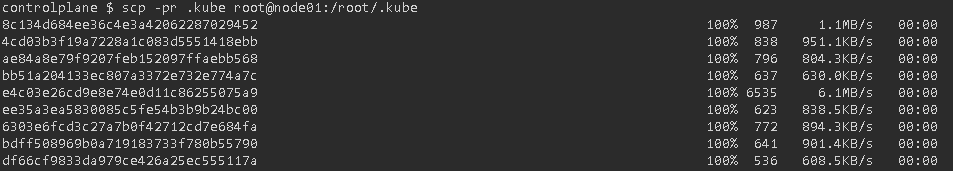 controlplane $ scp -pr .kube root@node01:/root/.kube
8c134d684ee36c4e3a42062287029452 100% 987 1.1MB/s 00:00
4cd03b3f19a7228a1c083d5551418ebb 100% 838 951.1KB/s 00:00
ae84a8e79f9207feb152097ffaebb568 100% 796 804.3KB/s 00:00
bb51a204133ec807a3372e732e774a7c 100% 637 630.0KB/s 00:00
e4c03e26cd9e8e74e0d11c86255075a9 100% 6535 6.1MB/s 00:00
ee35a3ea5830085c5fe54b3b9b24bc00 100% 623 838.5KB/s 00:00
6303e6fcd3c27a7b0f42712cd7e684fa 100% 772 894.3KB/s 00:00
bdff508969b0a719183733f780b55790 100% 641 901.4KB/s 00:00
df66cf9833da979ce426a25ec555117a 100% 536 608.5KB/s 00:00